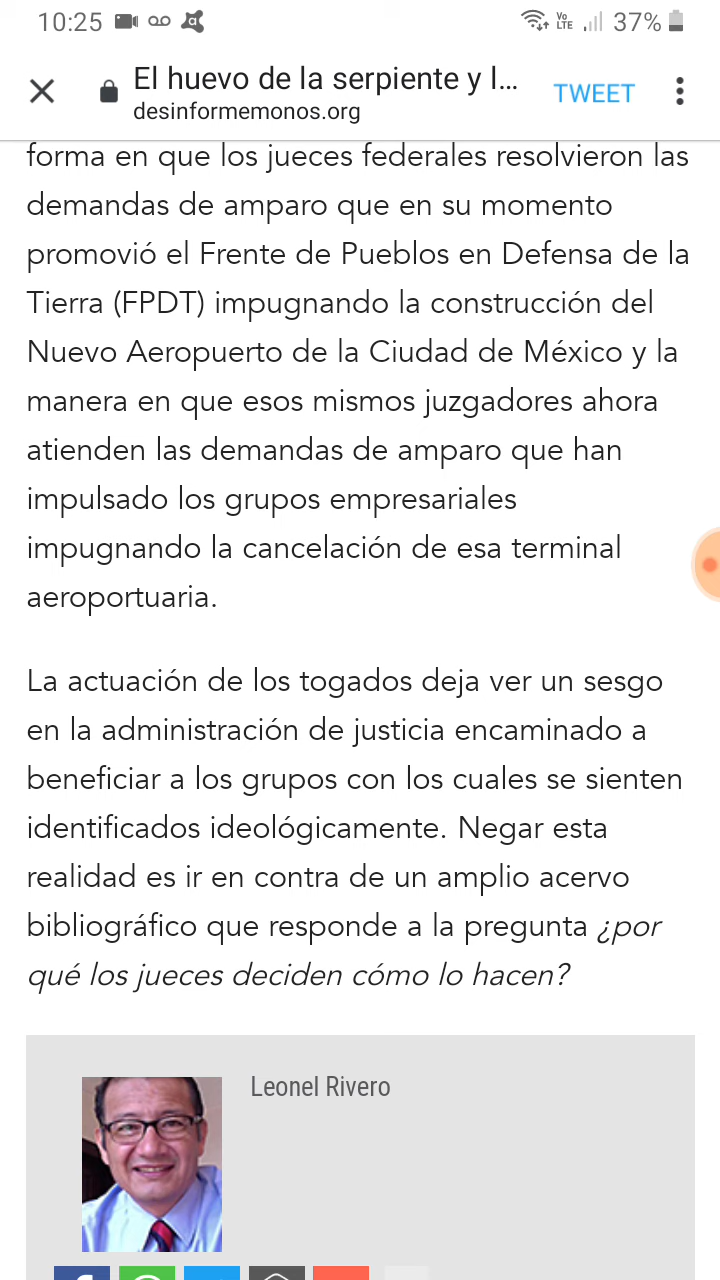 10:25
Vo
LTE
37%
El huevo de la serpiente y l...
TWEET
desinformemonos.org
forma en que los jueces federales resolvieron las
demandas de amparo que en su momento
promovió el Frente de Pueblos en Defensa de la
Tierra (FPDT) impugnando la construcción del
Nuevo Aeropuerto de la Ciudad de México y la
manera en que esos mismos juzgadores ahora
atienden las demandas de amparo que han
impulsado los grupos empresariales
impugnando la cancelación de esa terminal
aeroportuaria.
La actuación de los togados deja ver un sesgo
en la administración de justicia encaminado a
beneficiar a los grupos con los cuales se sienten
identificados ideológicamente. Negar esta
realidad es ir en contra de un amplio acervo
bibliográfico que responde a la pregunta ¿por
qué los jueces deciden cómo lo hacen?
Leonel Rivero